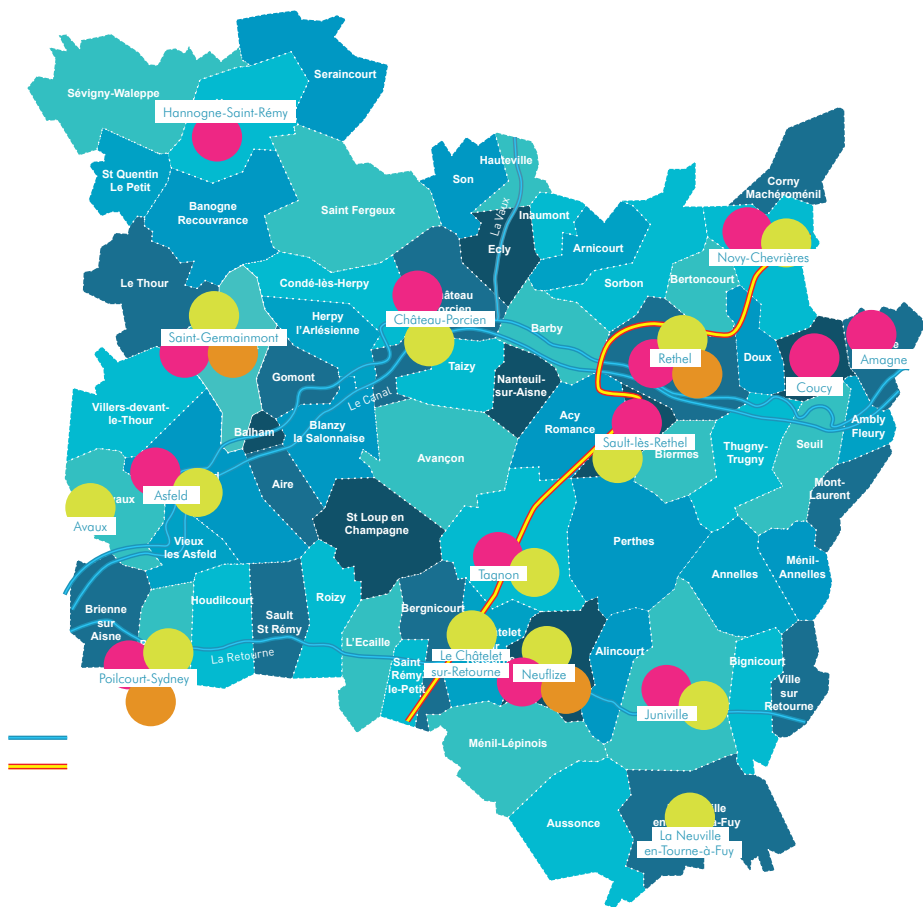 Seraincourt
Sévigny-Waleppe
Hannogne-Saint-Rémy
St Quentin
Le Petit
Banogne
Recouvrance
Saint Fergeux
Son
Hauteville
La Vaux
Inaumont
Ecly
Arnicourt
Corny
Machéroménil
Novy-Chevrières
Le Thour
Condé-lès-Herpy
Sorbon
Bertoncourt
Herpy
l'Arlésienne
Château-Porcien
Barby
Saint-Germainmont
Rethel
Doux
Coucy
Amagne
Gomont
Taizy
Nanteuil-
sur-Aisne
Le Canal
Villers-devant-
le-Thour
Balham
Blanzy
la Salonnaise
Acy
Romance
Sault-lès-Rethel
Biermes
Thugny-
Trugny
Seuil
Ambly
Fleury
Avançon
Aire
Asfeld
Avaux
Mont-
Laurent
St Loup en
Champagne
Vieux
les Asfeld
Perthes
Tagnon
Annelles
Ménil-
Annelles
Brienne
sur
Aisne
Houdilcourt
Sault
St Rémy
Roizy
Bergnicourt
L'Ecaille
La Retourne
Le Châtelet
sur-Retourne
Saint
Rémy
le-Petit
Neuflize
Alincourt
Bignicourt
Ville
sur
Retourne
Poilcourt-Sydney
Juniville
Ménil-Lépinois
Aussonce
La Neuville
en-Tourne-à-Fuy